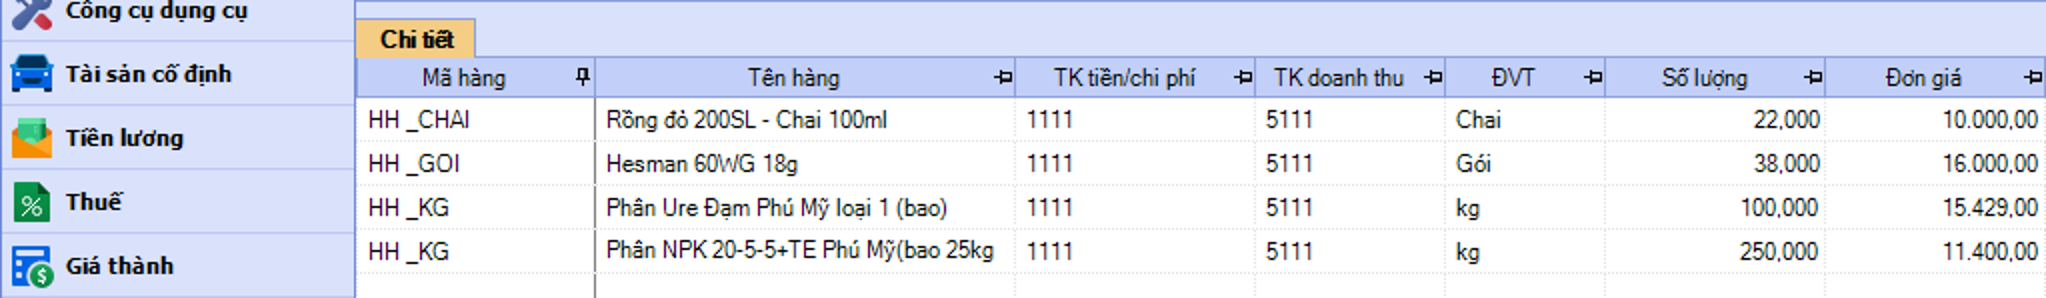 Công cụ dụng cụ
Tài sản cố định
Tiền lương
Thuế
Giá thành
Chi tiết
Mã hàng Tên hàng TK tiền/chi phí TK doanh thu ĐVT Số lượng Đơn giá
HH _CHAI Rồng đỏ 200SL - Chai 100ml 1111 5111 Chai 22,000 10.000,00
HH _GOI Hesman 60WG 18g 1111 5111 Gói 38,000 16.000,00
HH _KG Phân Ure Đạm Phú Mỹ loại 1 (bao) 1111 5111 kg 100,000 15.429,00
HH _KG Phân NPK 20-5-5+TE Phú Mỹ(bao 25kg 1111 5111 kg 250,000 11.400,00